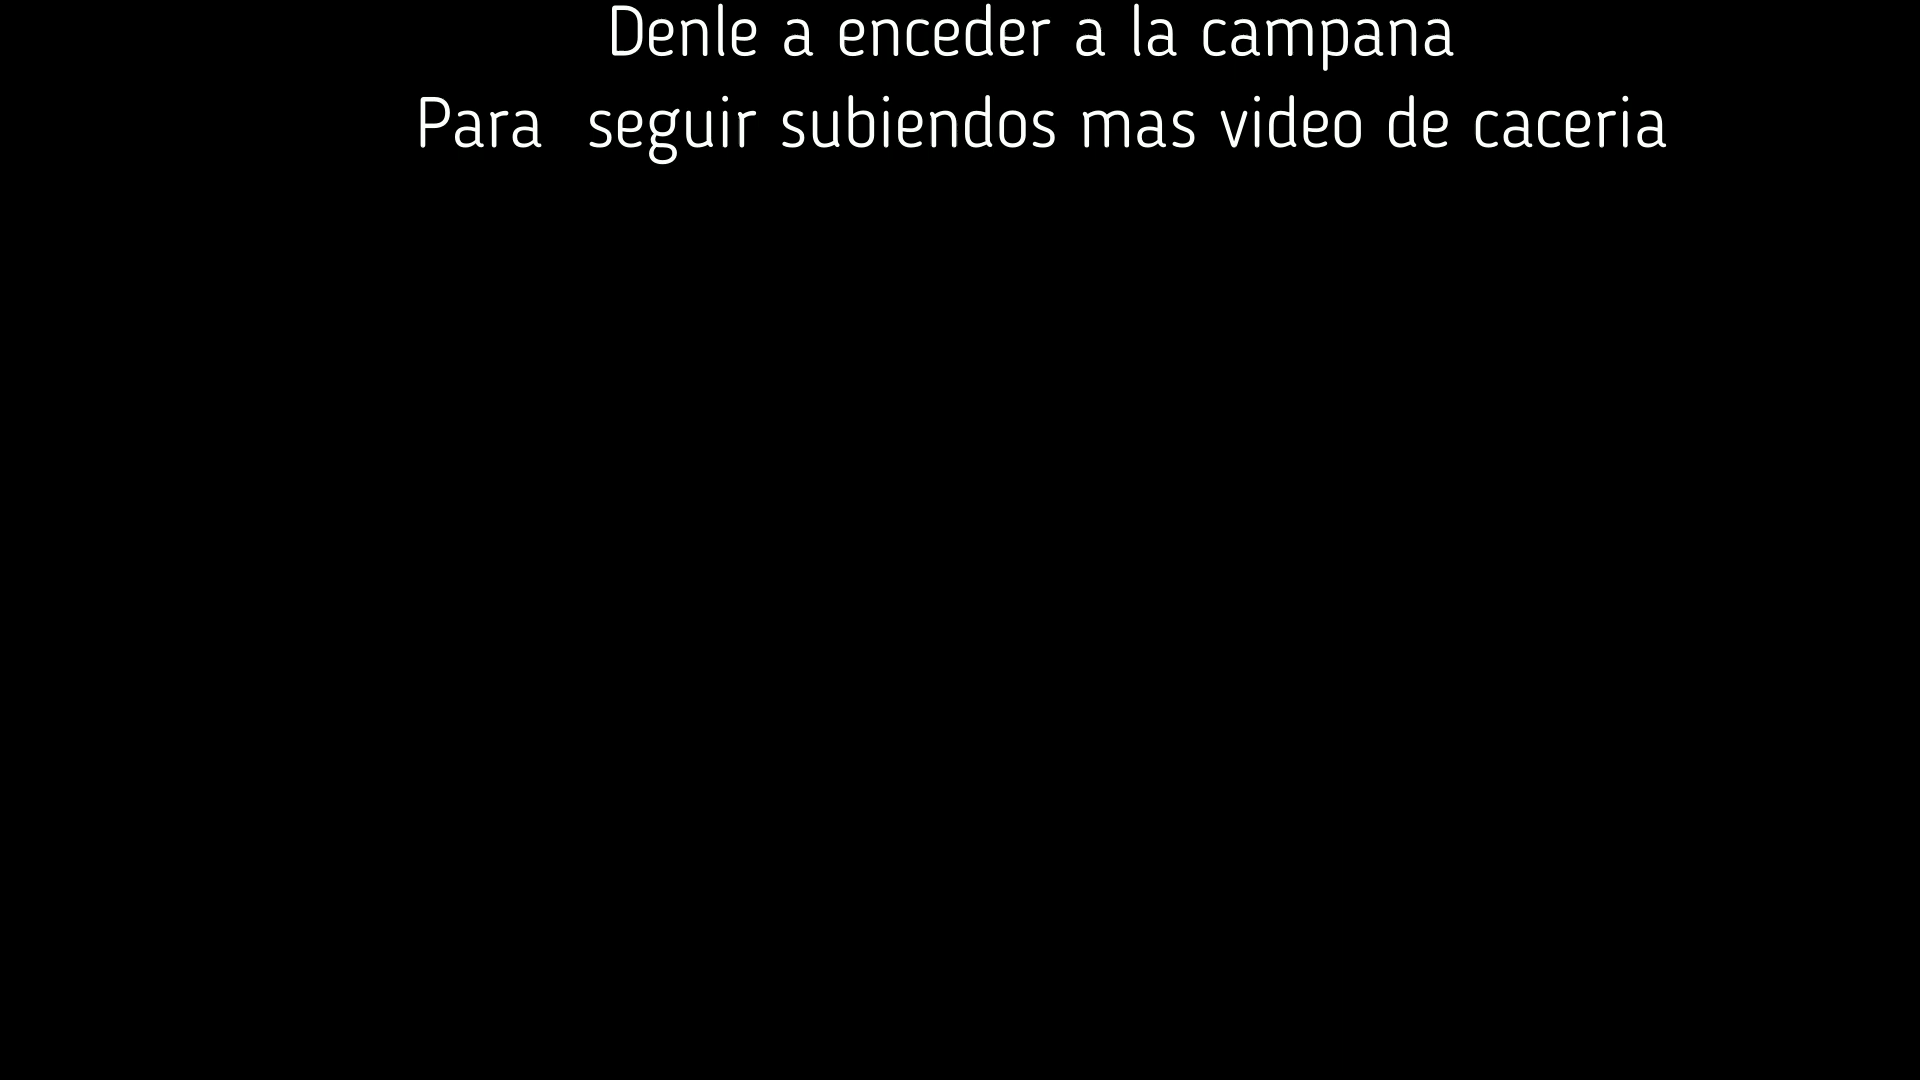 Denle a enceder a la campana
Para  seguir subiendos mas video de caceria